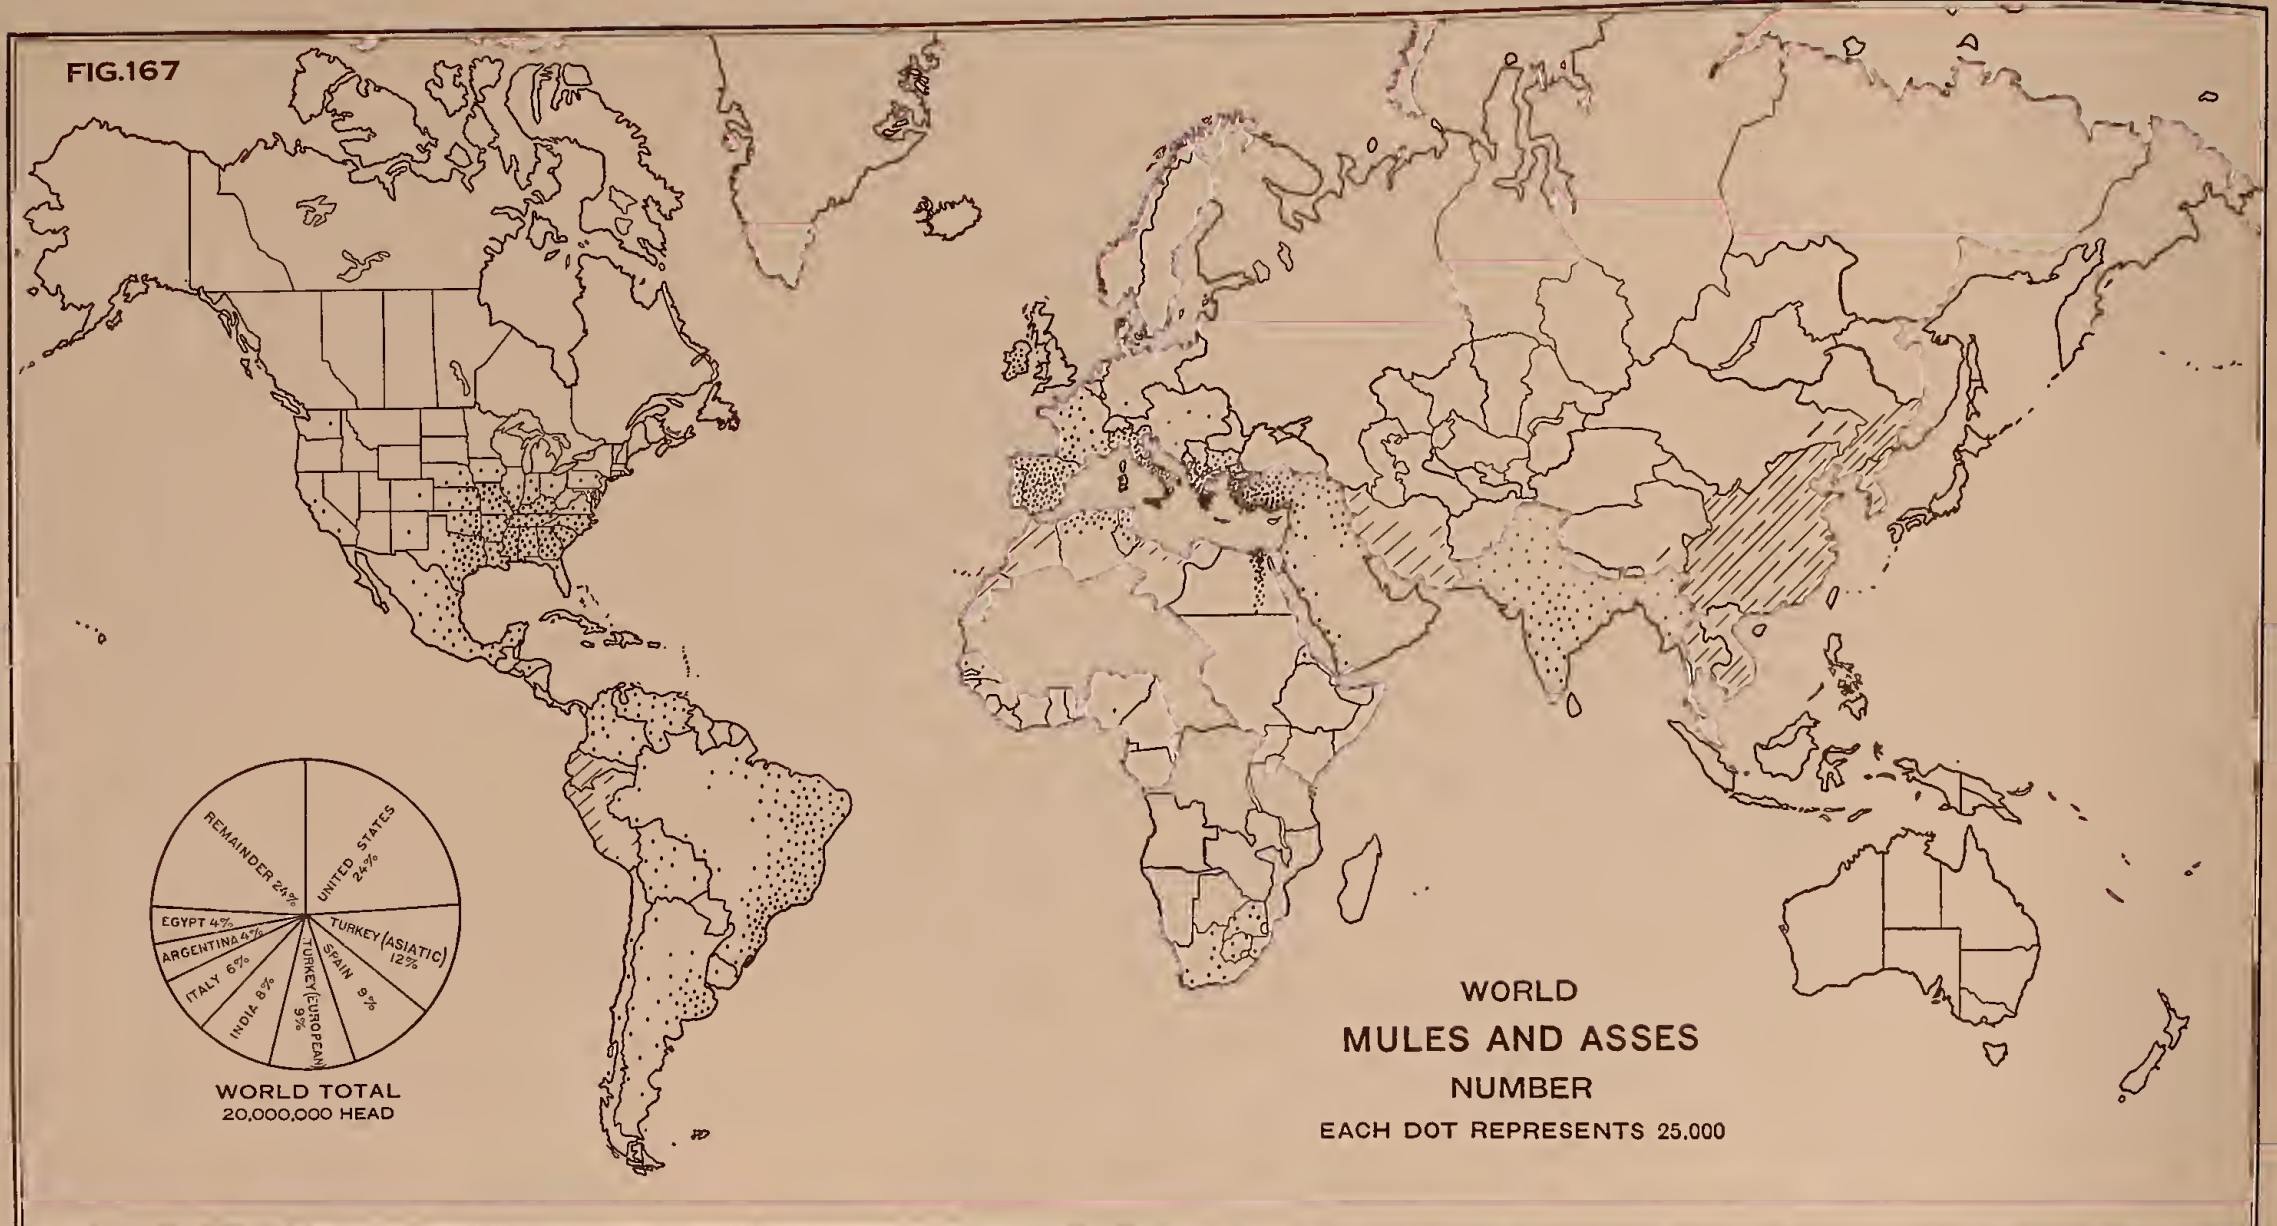 FIG.167
REMAINDER 24%
UNITED STATES
24%
EGYPT 4%
ARGENTINA 4%
ITALY 6%
INDIA 8%
TURKEY (EUROPEAN)
9%
SPAIN 9%
TURKEY (ASIATIC)
12%
WORLD TOTAL
20,000,000 HEAD
WORLD
MULES AND ASSES
NUMBER
EACH DOT REPRESENTS 25.000